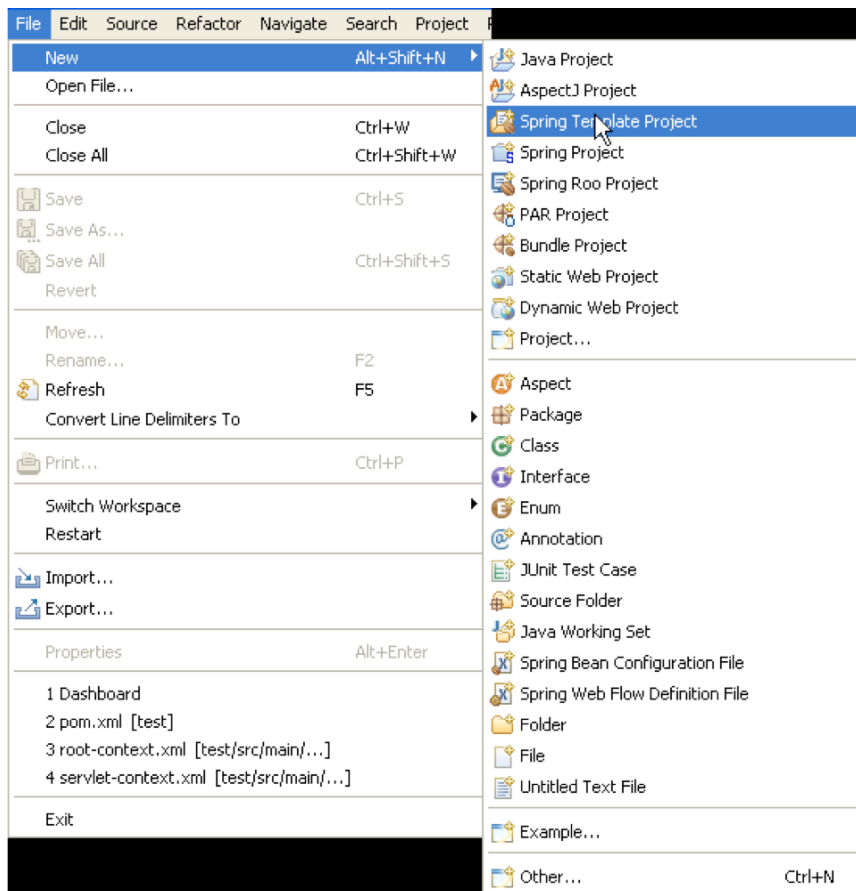 File Edit Source Refactor Navigate Search Project
New Alt+Shift+N
Open File...
Close Ctrl+W
Close All Ctrl+Shift+W
Save Ctrl+S
Save As...
Save All Ctrl+Shift+S
Revert
Move...
Rename... F2
Refresh F5
Convert Line Delimiters To
Print... Ctrl+P
Switch Workspace
Restart
Import...
Export...
Properties Alt+Enter
1 Dashboard
2 pom.xml [test]
3 root-context.xml [test/src/main/...]
4 servlet-context.xml [test/src/main/...]
Exit
Java Project
AspectJ Project
Spring Template Project
Spring Project
Spring Roo Project
PAR Project
Bundle Project
Static Web Project
Dynamic Web Project
Project...
Aspect
Package
Class
Interface
Enum
Annotation
JUnit Test Case
Source Folder
Java Working Set
Spring Bean Configuration File
Spring Web Flow Definition File
Folder
File
Untitled Text File
Example...
Other... Ctrl+N